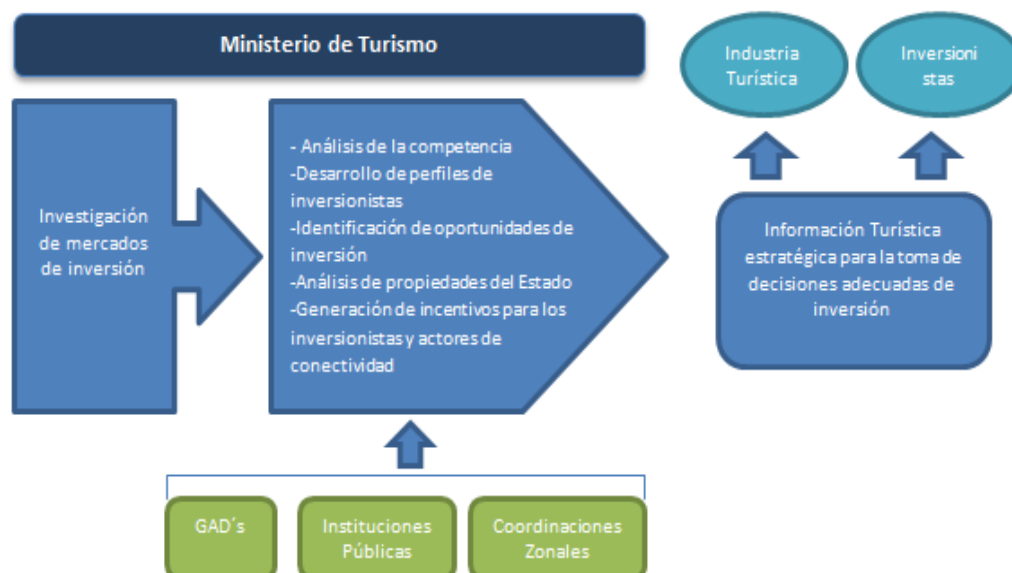 Ministerio de Turismo
Industria
Turística
Inversioni
stas
Investigación
de mercados
de inversión
- Análisis de la competencia
-Desarrollo de perfiles de
inversionistas
-Identificación de oportunidades de
inversión
-Análisis de propiedades del Estado
-Generación de incentivos para los
inversionistas y actores de
conectividad
Información Turística
estratégica para la toma de
decisiones adecuadas de
inversión
GAD´s
Instituciones
Públicas
Coordinaciones
Zonales